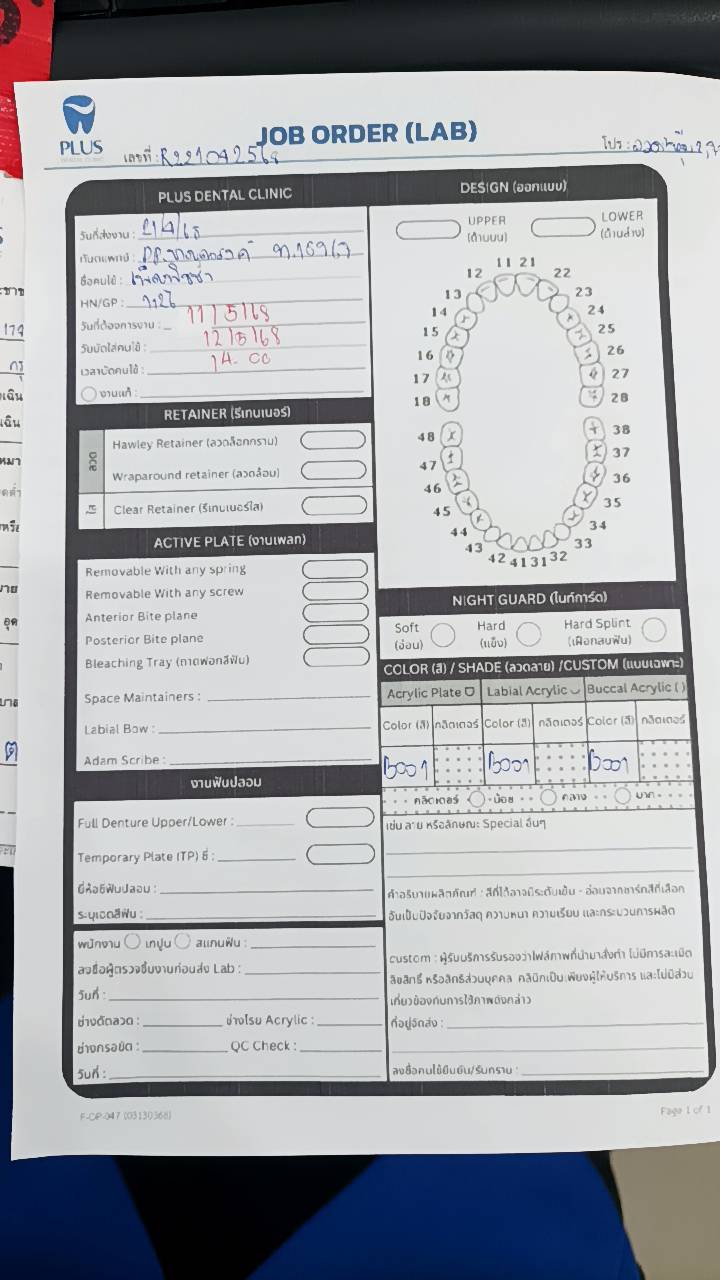 PLUS
DENTAL CLINIC
JOB ORDER (LAB)
เลขที่ : R221042568
โปร :
PLUS DENTAL CLINIC
วันที่ส่งงาน :
ทันตแพทย์ :
ชื่อคนไข้ :
HN/GP :
วันที่ต้องการงาน : 11/5/68
วันนัดใส่คนไข้ : 12/5/68
เวลานัดคนไข้ : 14.00
งานแก้ :
RETAINER (รีเทนเนอร์)
ลวด
Hawley Retainer (ลวดล็อกกราม)
Wraparound retainer (ลวดล้อม)
ใส
Clear Retainer (รีเทนเนอร์ใส)
ACTIVE PLATE (งานเพลท)
Removable With any spring
Removable With any screw
Anterior Bite plane
Posterior Bite plane
Bleaching Tray (ถาดฟอกสีฟัน)
Space Maintainers :
Labial Bow :
Adam Scribe :
งานฟันปลอม
Full Denture Upper/Lower :
Temporary Plate (TP) ซี่ :
ยี่ห้อซี่ฟันปลอม :
ระบุเฉดสีฟัน :
พนักงาน เทปูน สแกนฟัน :
ลงชื่อผู้ตรวจชิ้นงานก่อนส่ง Lab :
วันที่ :
ช่างดัดลวด : ช่างโรย Acrylic :
ช่างกรอขัด : QC Check :
วันที่ :
DESIGN (ออกแบบ)
UPPER
(ด้านบน)
LOWER
(ด้านล่าง)
11 21
12 22
13 23
14 24
15 25
16 26
17 27
18 28
48 38
47 37
46 36
45 35
44 34
43 33
42 41 31 32
NIGHT GUARD (ไนท์การ์ด)
Soft
(อ่อน)
Hard
(แข็ง)
Hard Splint
(เฝือกสบฟัน)
COLOR (สี) / SHADE (ลวดลาย) /CUSTOM (แบบเฉพาะ)
Acrylic Plate Labial Acrylic Buccal Acrylic ( )
Color (สี) กลิตเตอร์ Color (สี) กลิตเตอร์ Color (สี) กลิตเตอร์
B001 B001 B001
กลิตเตอร์ น้อย กลาง มาก
เช่น ลาย หรือลักษณะ Special อื่นๆ
คำอธิบายผลิตภัณฑ์ : สีที่ได้อาจมีระดับเข้ม - อ่อนจากชาร์ทสีที่เลือก
อันเป็นปัจจัยจากวัสดุ ความหนา ความเรียบ และกระบวนการผลิต
custom : ผู้รับบริการรับรองว่าไฟล์ภาพที่นำมาสั่งทำ ไม่มีการละเมิด
ลิขสิทธิ์ หรือสิทธิส่วนบุคคล คลินิกเป็นเพียงผู้ให้บริการ และไม่มีส่วน
เกี่ยวข้องกับการใช้ภาพดังกล่าว
ที่อยู่จัดส่ง :
ลงชื่อคนไข้ยืนยัน/รับทราบ :
F-OP-047 (03130368)
Page 1 of 1